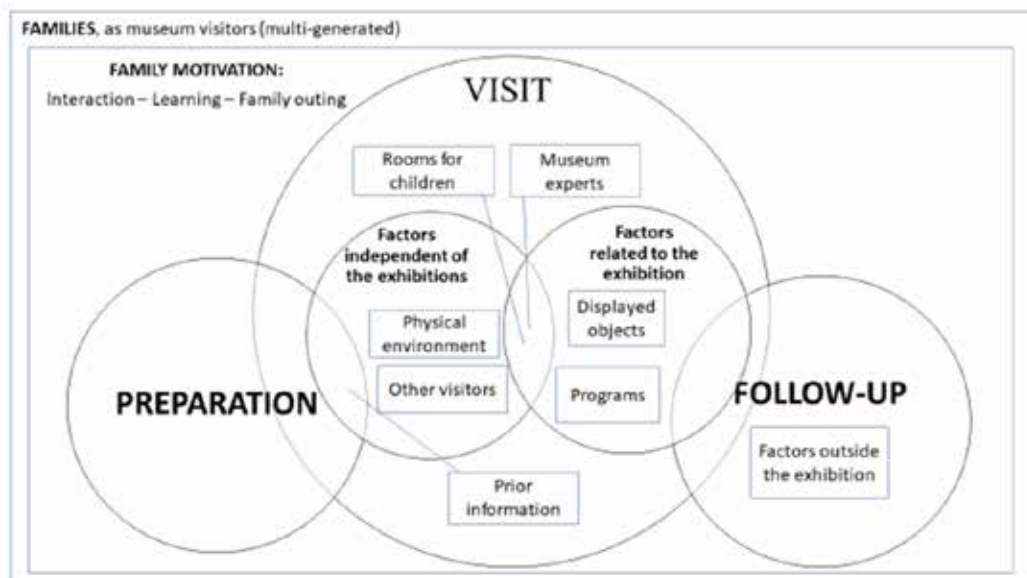 FAMILIES, as museum visitors (multi-generated)
FAMILY MOTIVATION:
Interaction – Learning – Family outing
VISIT
Rooms for
children
Museum
experts
Factors
independent of
the exhibitions
Factors
related to the
exhibition
Physical
environment
Displayed
objects
Other visitors
Programs
PREPARATION
FOLLOW-UP
Factors outside
the exhibition
Prior
information